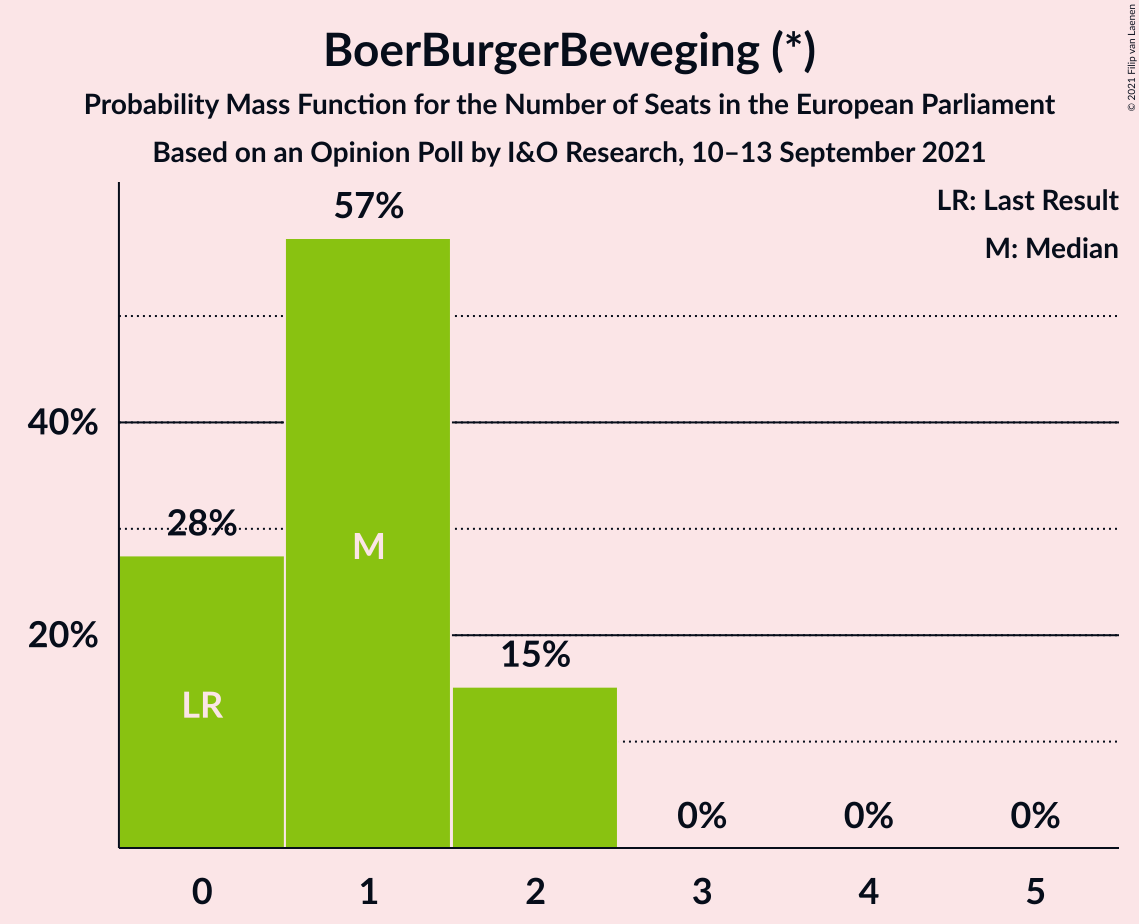 BoerBurgerBeweging (*)
Probability Mass Function for the Number of Seats in the European Parliament
Based on an Opinion Poll by I&O Research, 10–13 September 2021
© 2021 Filip van Laenen
LR: Last Result
M: Median
57%
40%
28%
M
20%
15%
LR
0%
0%
0%
0
1
2
3
4
5